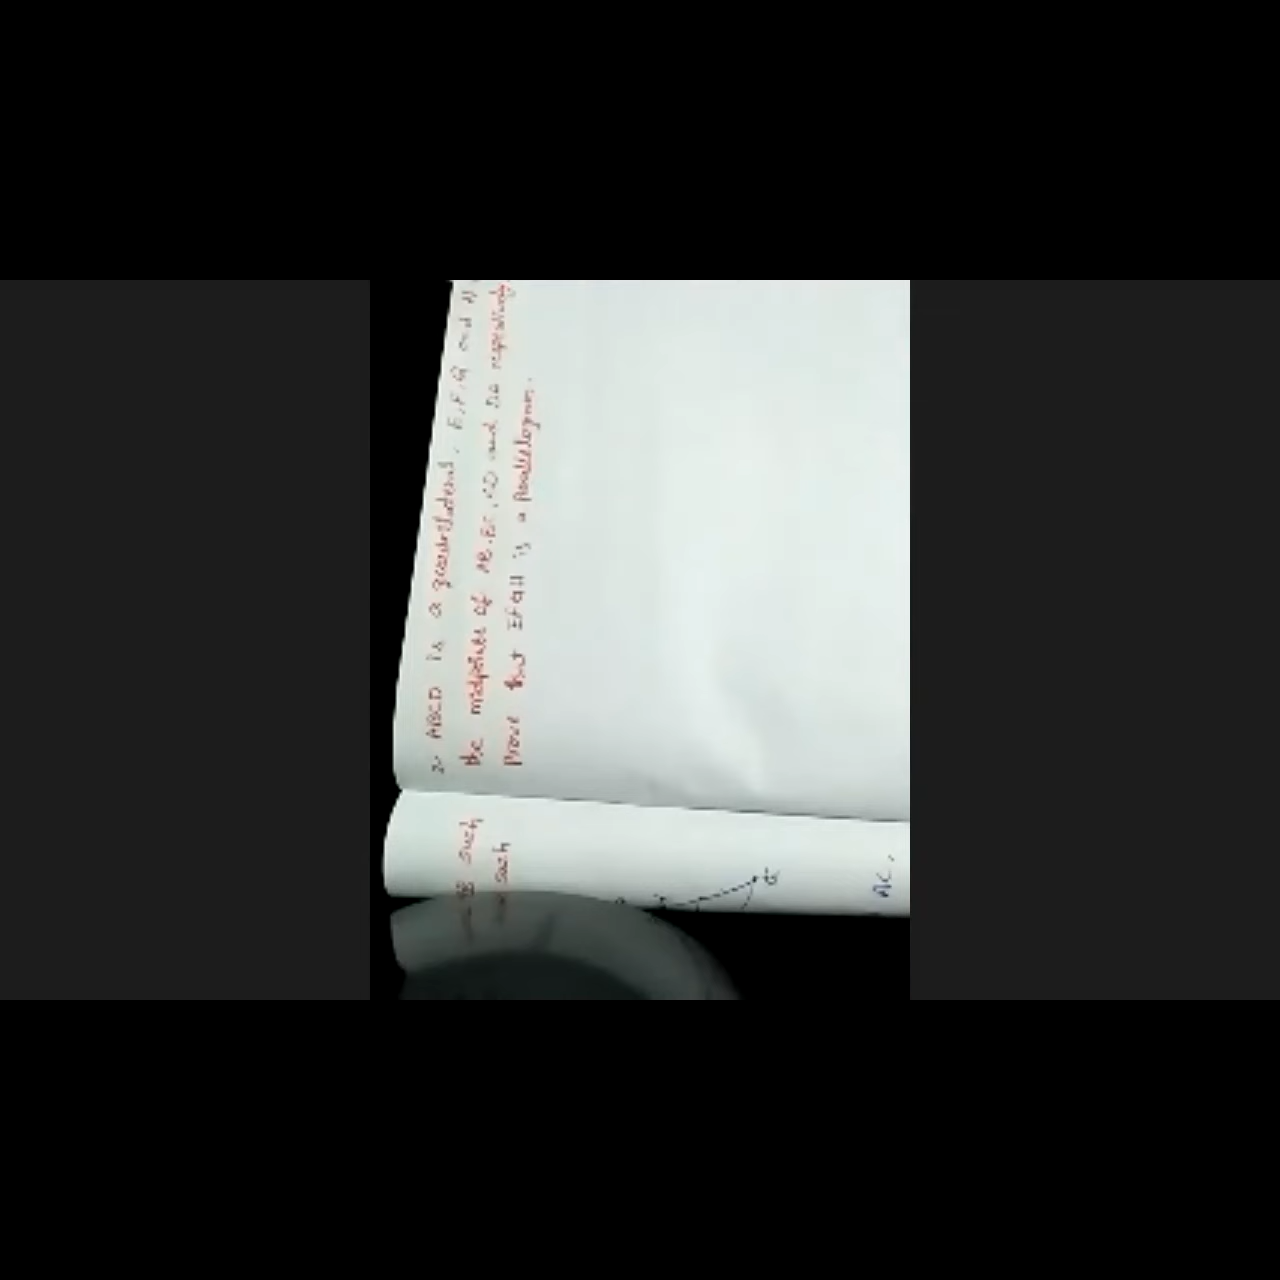 2. ABCD is a quadrilateral. E, F, G and H
the midpoints of AB, BC, CD and DA respectively.
Prove that EFGH is a Parallelogram.
AB such
such
G
AC.